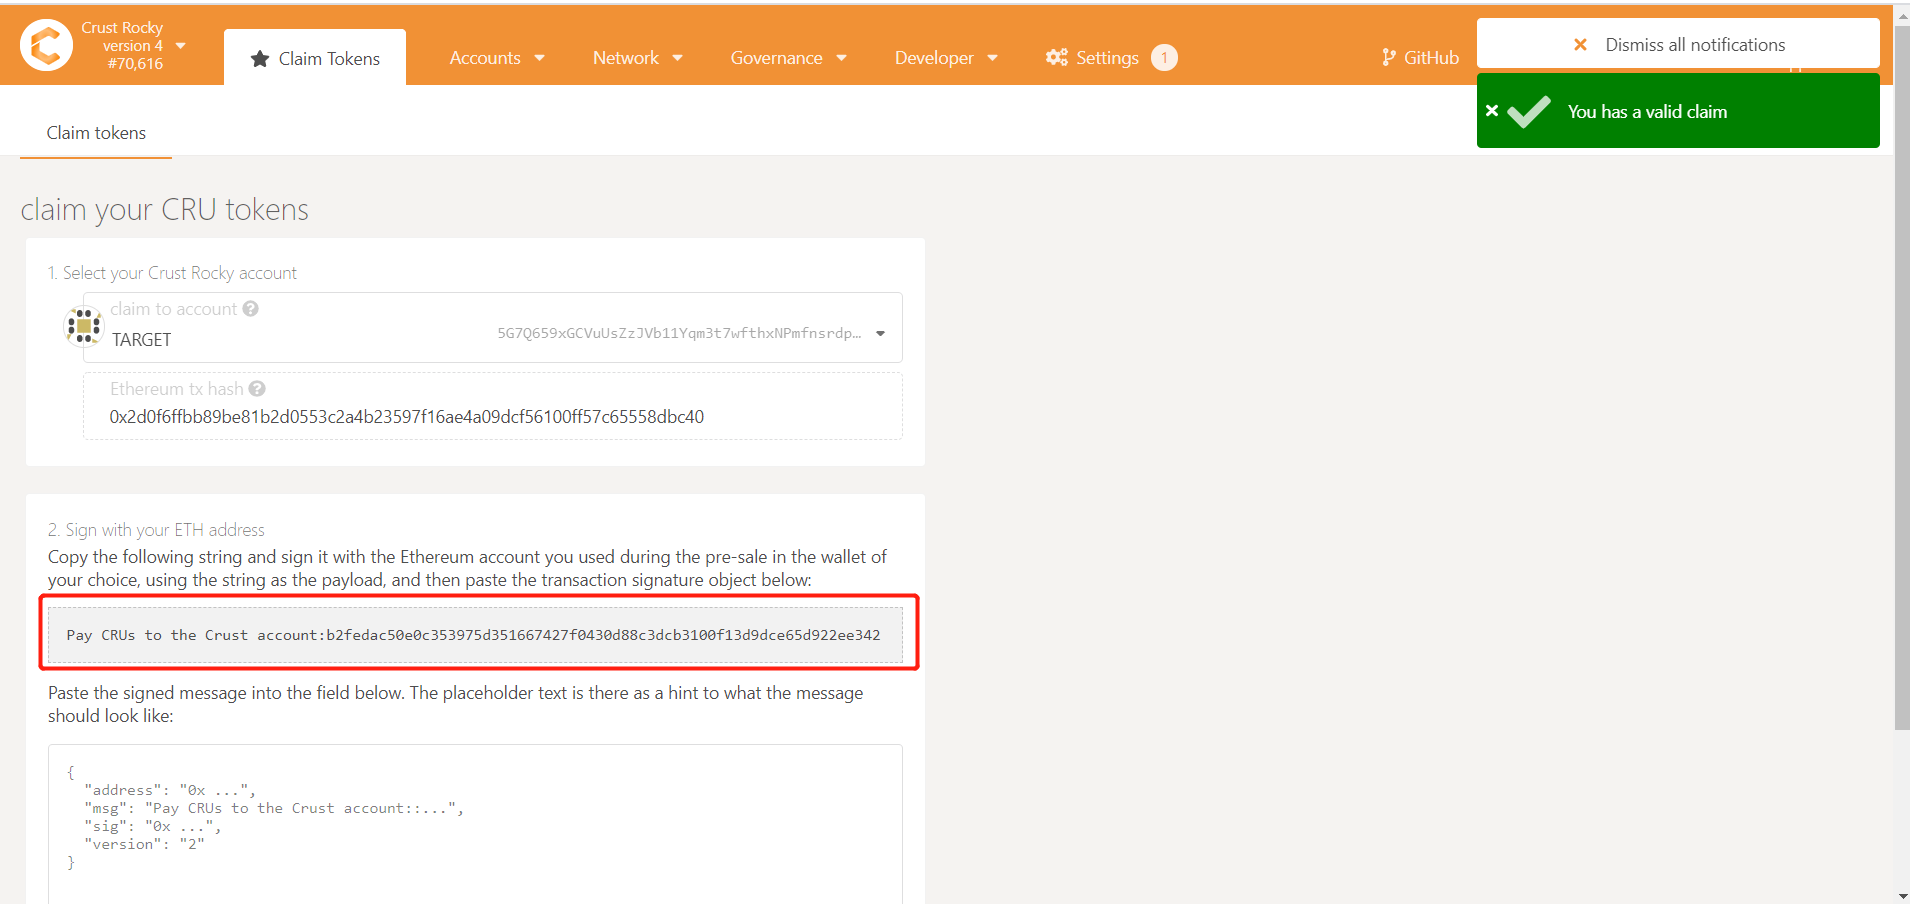 Crust Rocky
version 4
#70,616
Claim Tokens
Accounts
Network
Governance
Developer
Settings
1
GitHub
Dismiss all notifications
You has a valid claim
Claim tokens
claim your CRU tokens
1. Select your Crust Rocky account
claim to account
TARGET
5G7Q659xGCVuUsZzJVb11Yqm3t7wfthxNPmfnsrdp…
Ethereum tx hash
0x2d0f6ffbb89be81b2d0553c2a4b23597f16ae4a09dcf56100ff57c65558dbc40
2. Sign with your ETH address
Copy the following string and sign it with the Ethereum account you used during the pre-sale in the wallet of
your choice, using the string as the payload, and then paste the transaction signature object below:
Pay CRUs to the Crust account:b2fedac50e0c353975d351667427f0430d88c3dcb3100f13d9dce65d922ee342
Paste the signed message into the field below. The placeholder text is there as a hint to what the message
should look like:
{
"address": "0x ...",
"msg": "Pay CRUs to the Crust account::...",
"sig": "0x ...",
"version": "2"
}